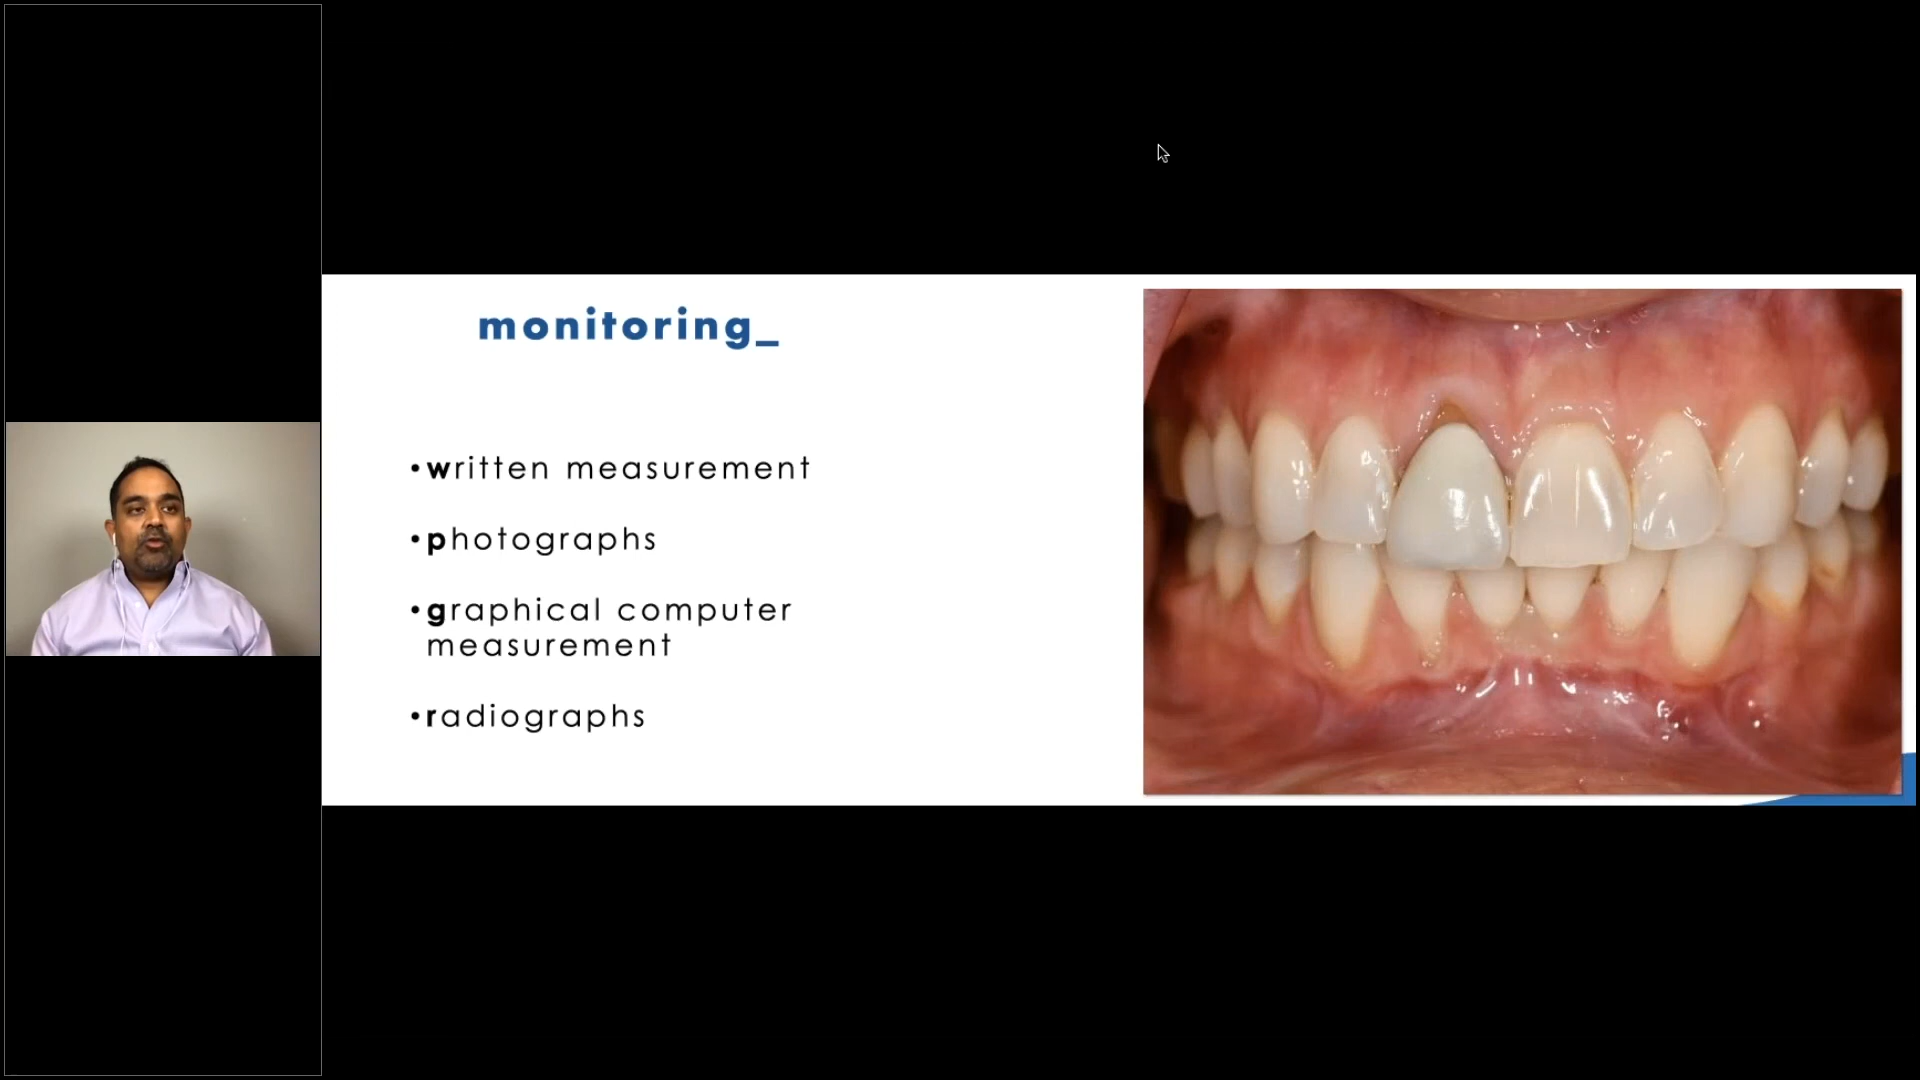 monitoring_
•written measurement
•photographs
•graphical computer
measurement
•radiographs